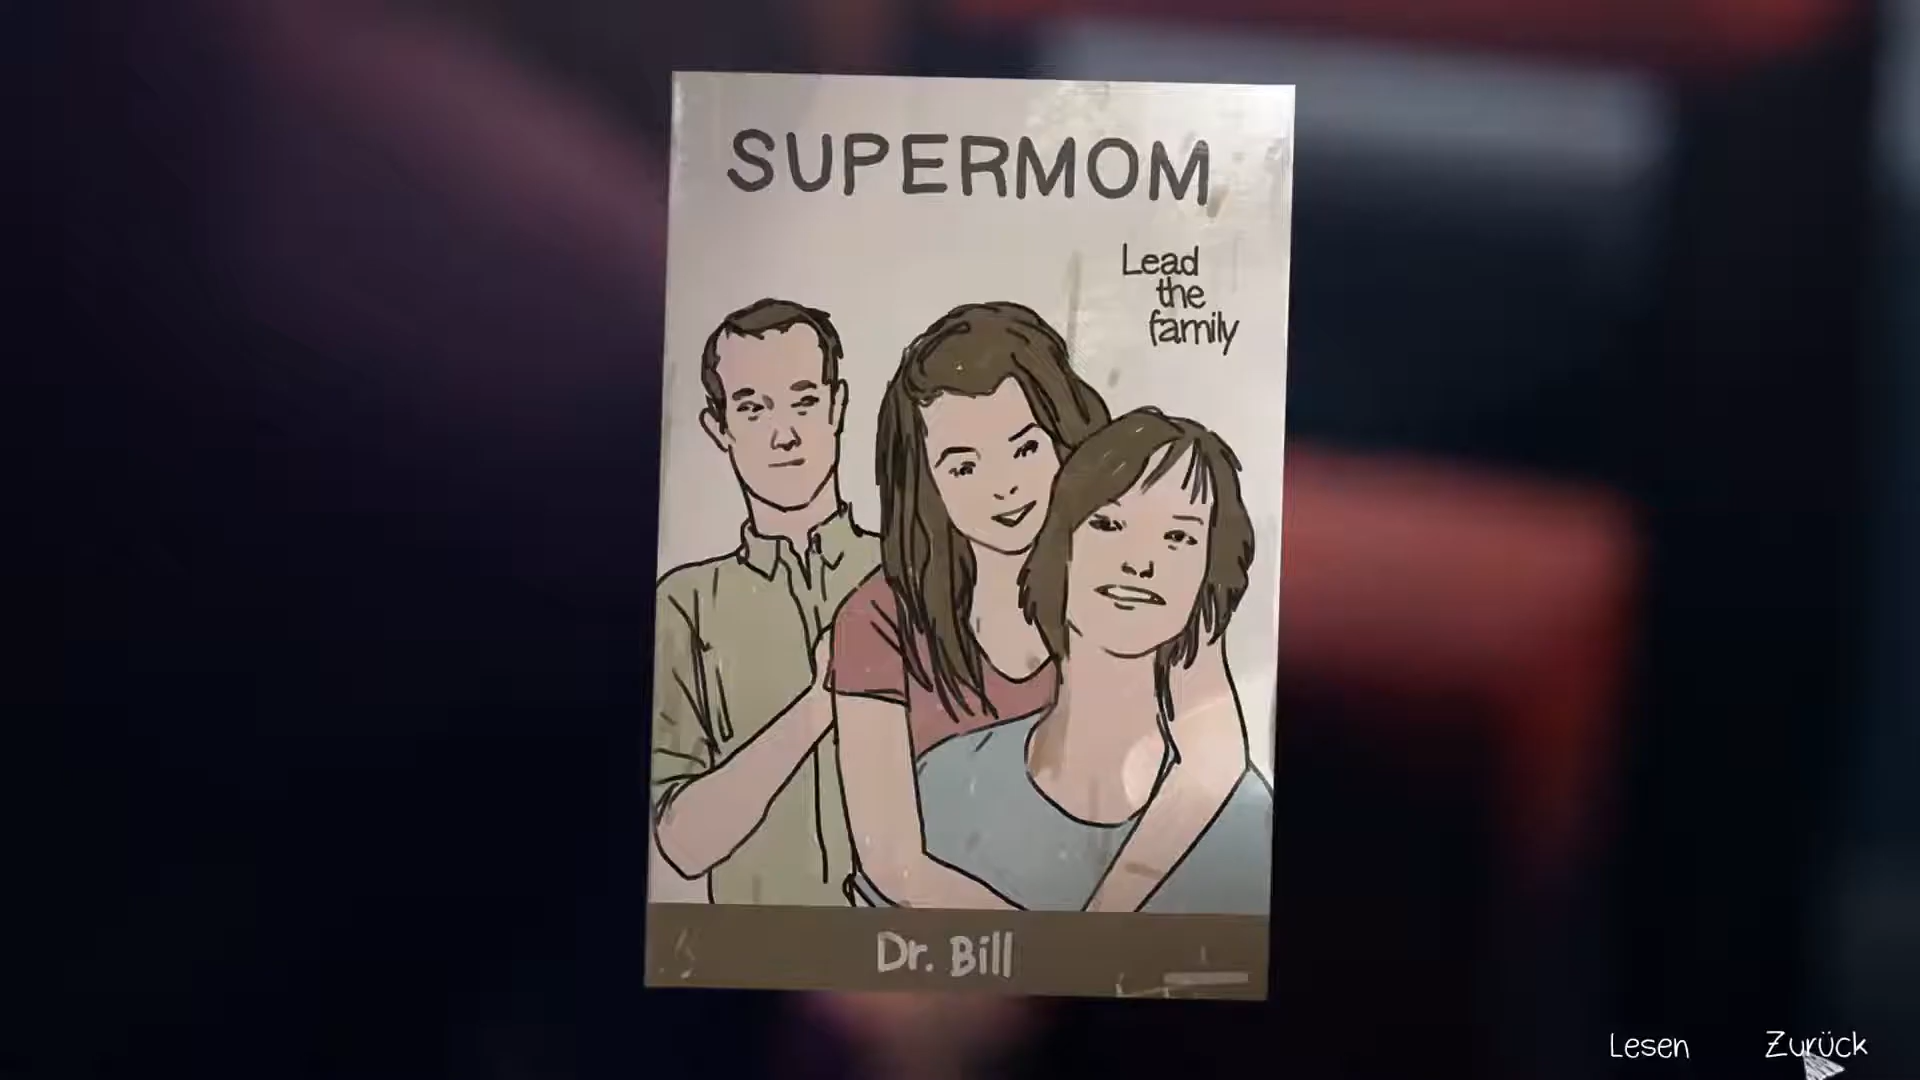 SUPERMOM
Lead
the
family
Dr. Bill
Lesen
Zurück